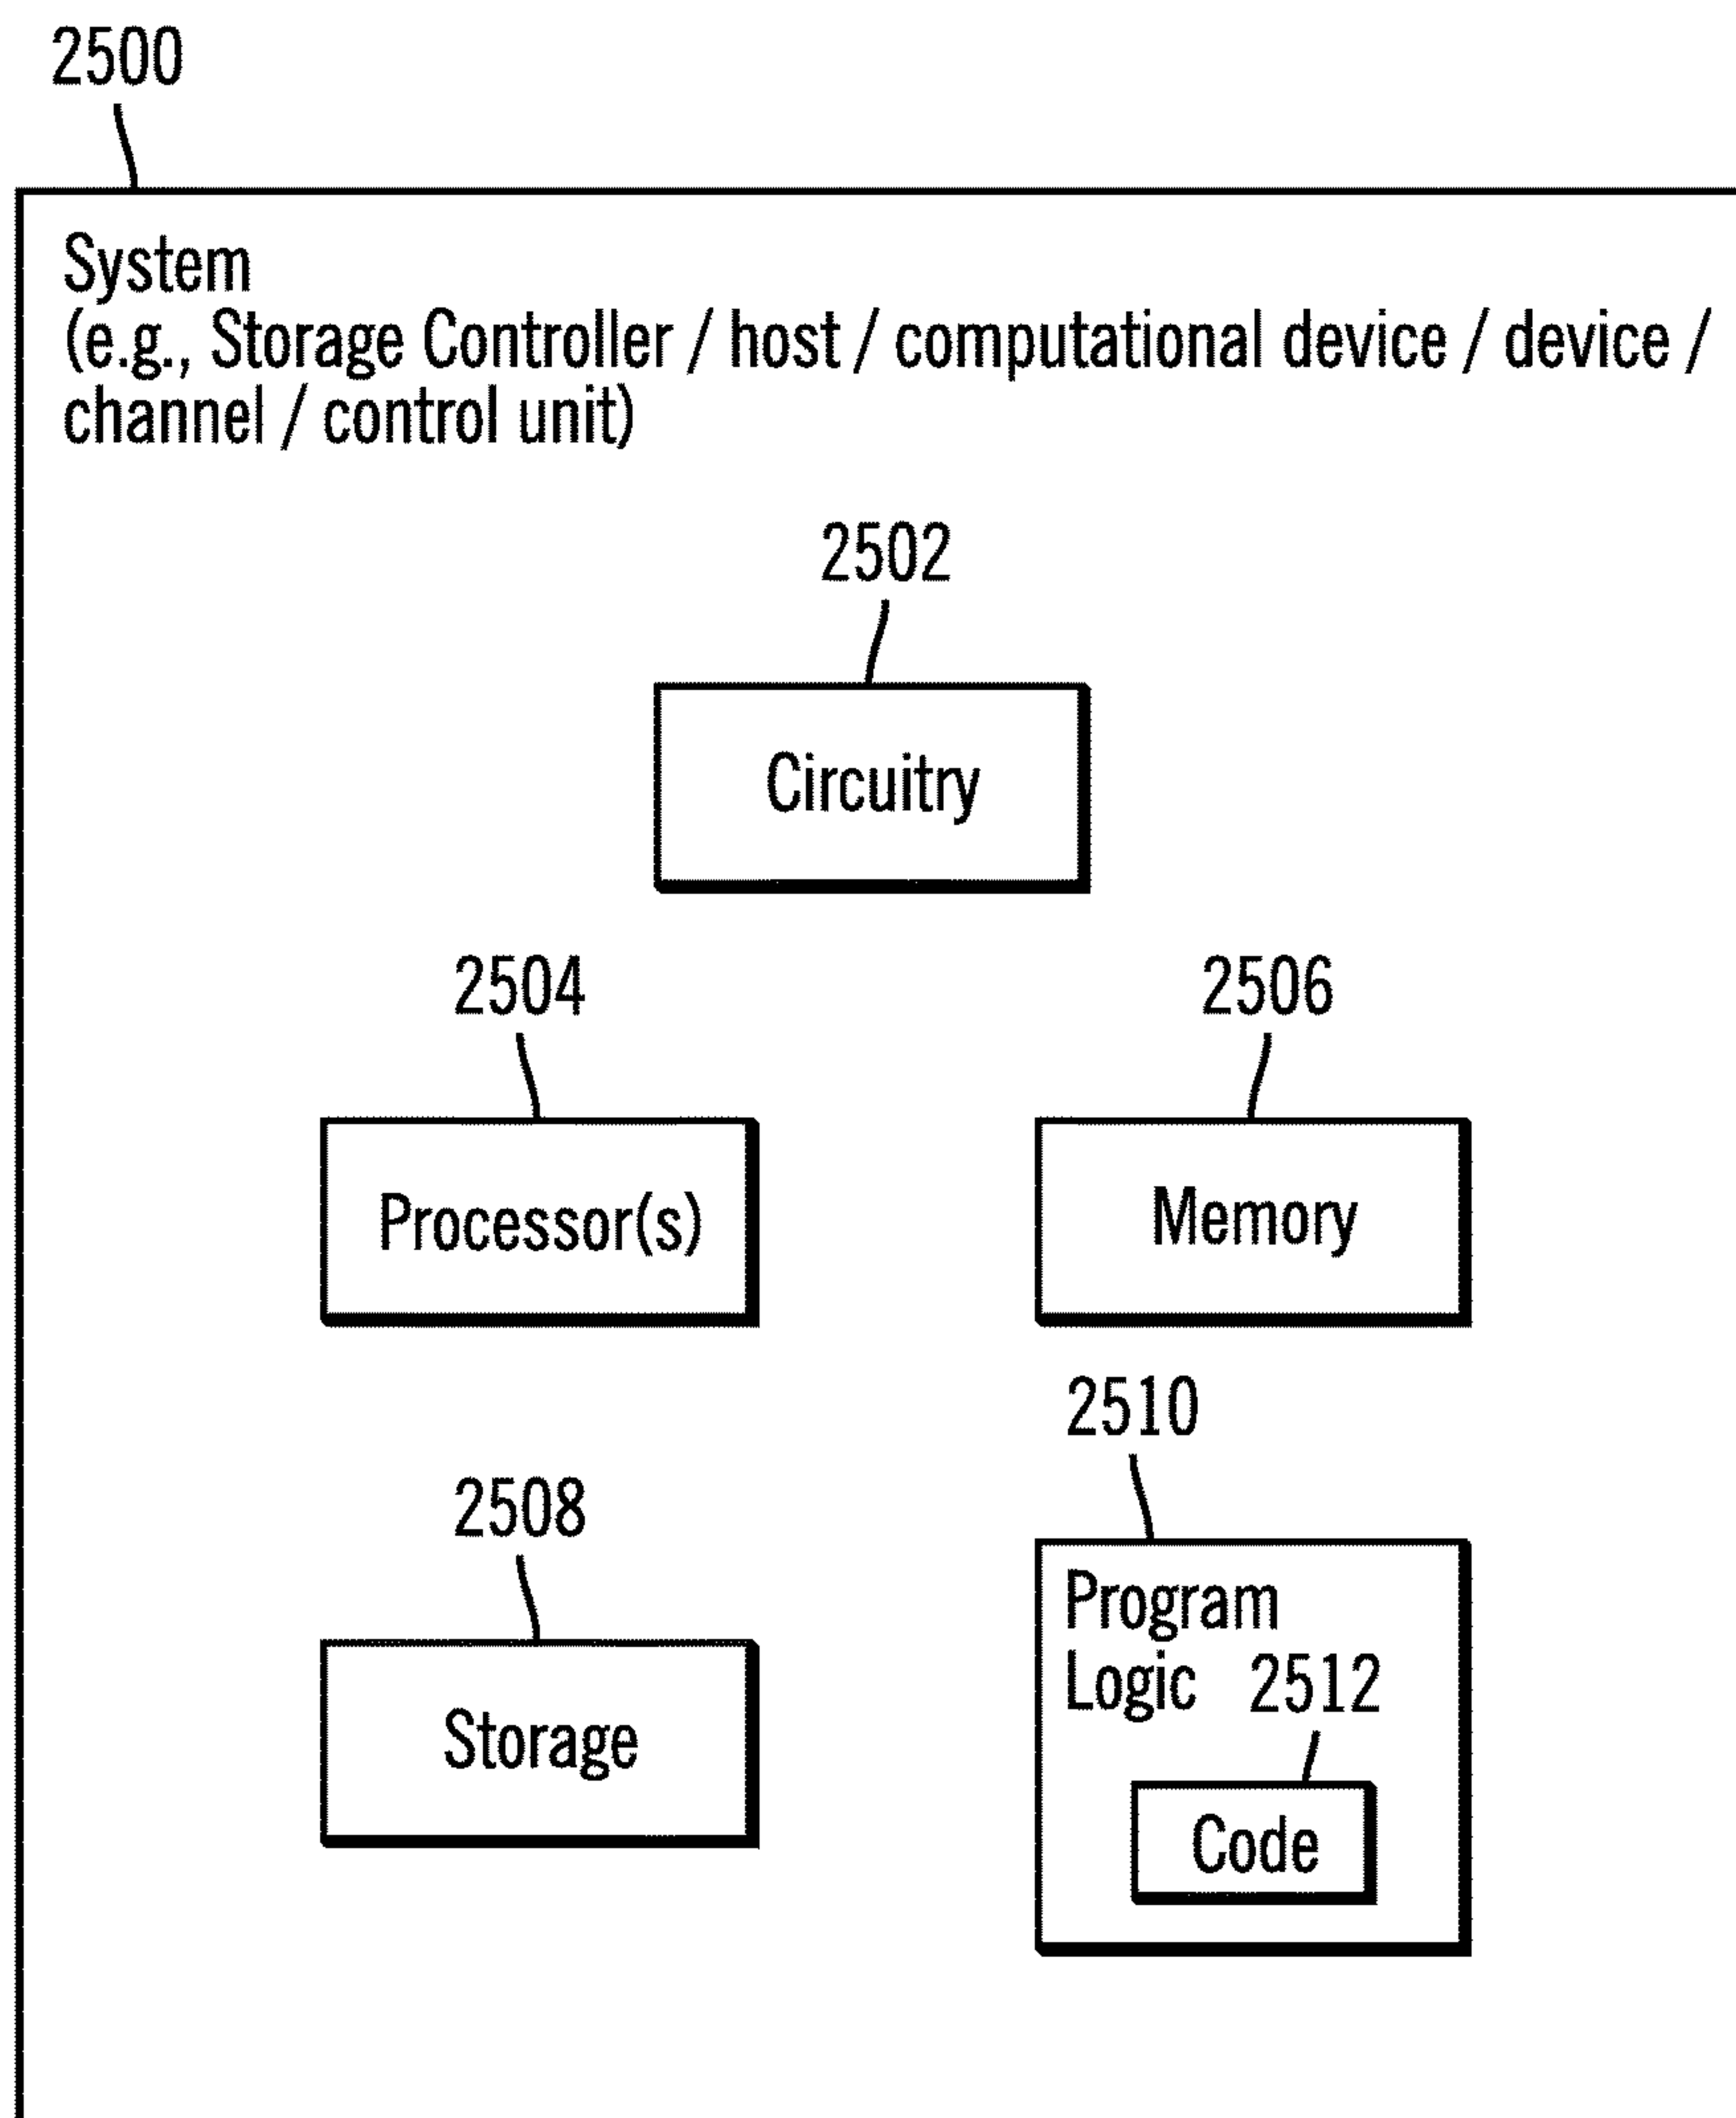 2500
System
(e.g., Storage Controller / host / computational device / device /
channel / control unit)
2502
Circuitry
2504
2506
Processor(s)
Memory
2510
2508
Program
Logic 2512
Storage
Code